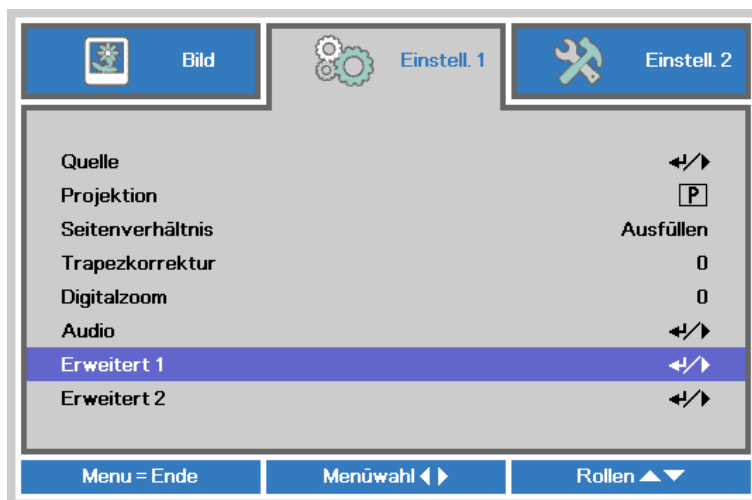 Bild Einstell. 1 Einstell. 2
Quelle ↵/▶
Projektion P
Seitenverhältnis Ausfüllen
Trapezkorrektur 0
Digitalzoom 0
Audio ↵/▶
Erweitert 1 ↵/▶
Erweitert 2 ↵/▶
Menu = Ende Menüwahl ◀ ▶ Rollen ▲▼